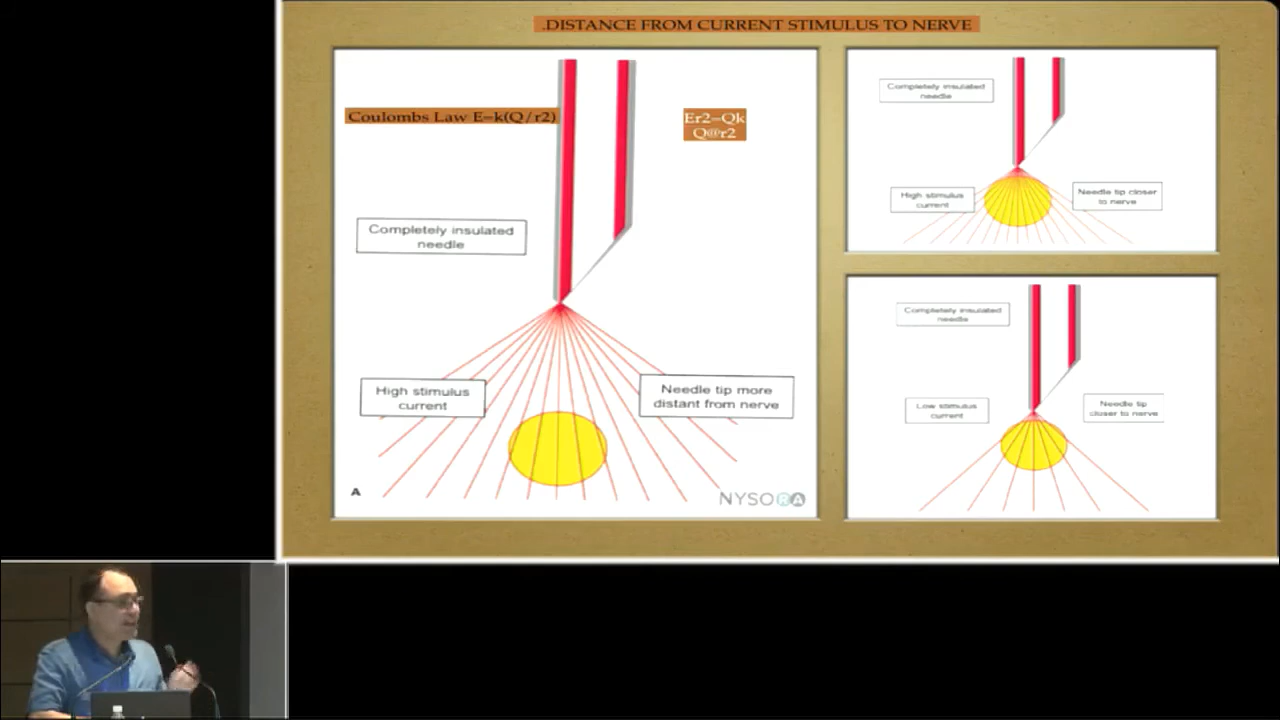 .DISTANCE FROM CURRENT STIMULUS TO NERVE
Coulombs Law E=k(Q/r2)
Er2=Qk
Q@r2
Completely insulated
needle
High stimulus
current
Needle tip more
distant from nerve
A
NYSORA
Completely insulated
needle
High stimulus
current
Needle tip closer
to nerve
Completely insulated
needle
Low stimulus
current
Needle tip
closer to nerve